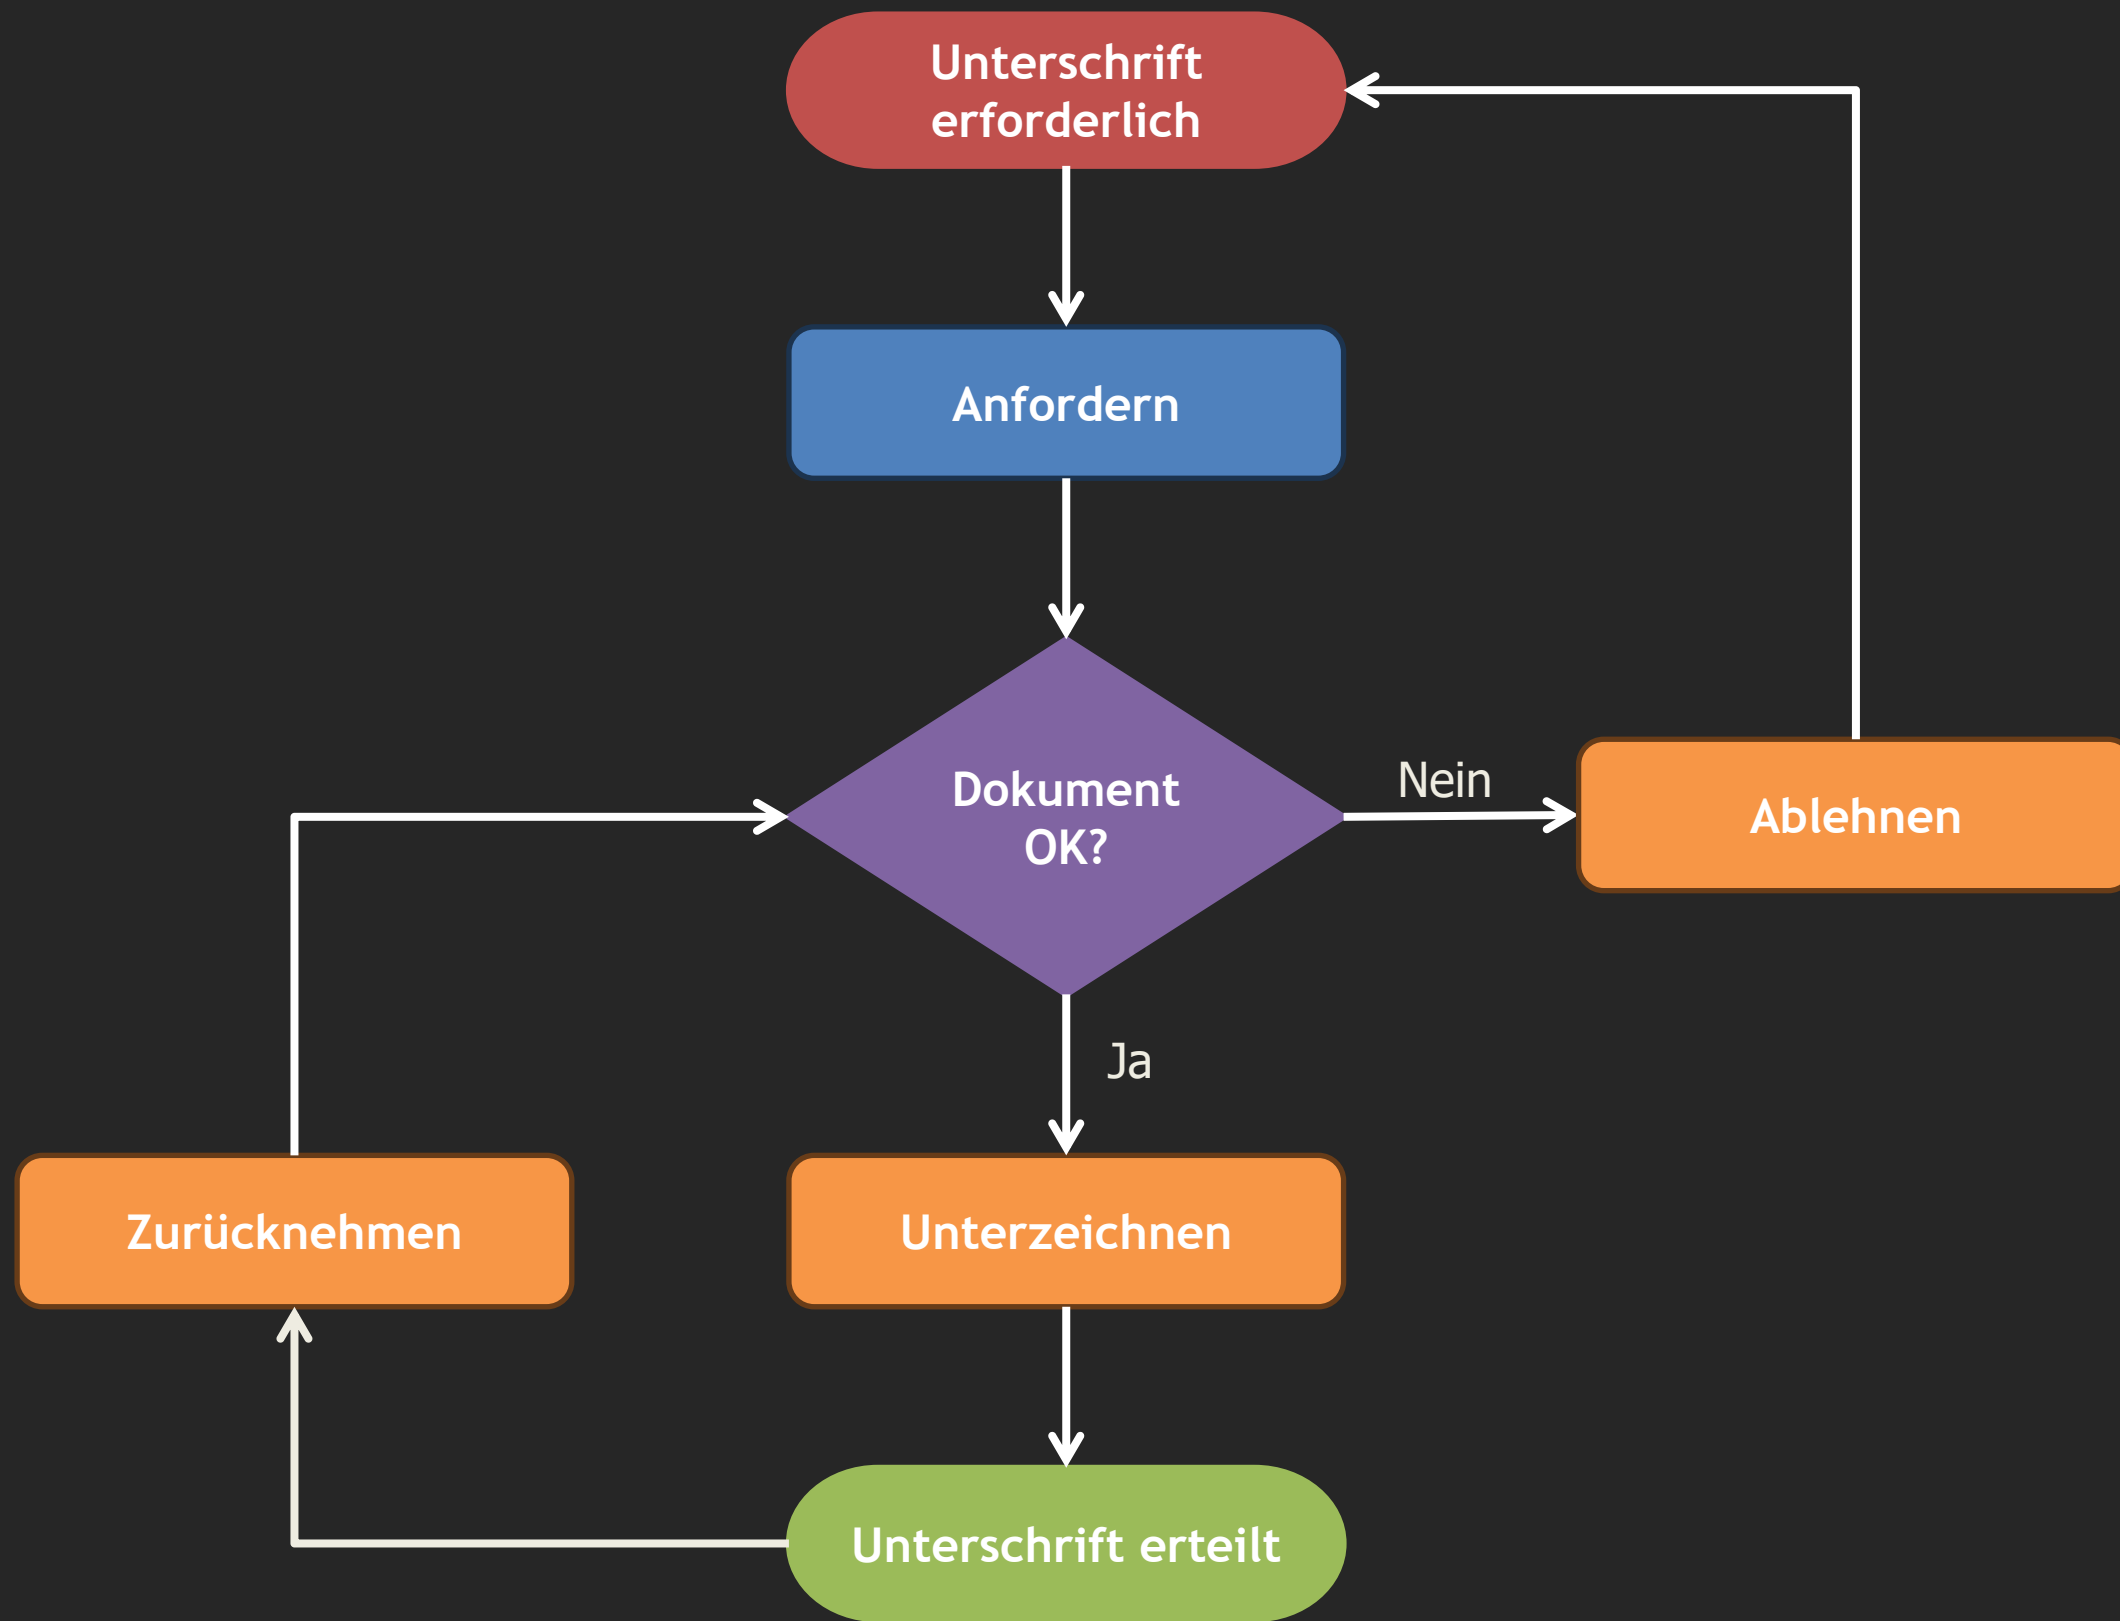 Unterschrift
erforderlich
Anfordern
Dokument
OK?
Nein
Ablehnen
Ja
Zurücknehmen
Unterzeichnen
Unterschrift erteilt